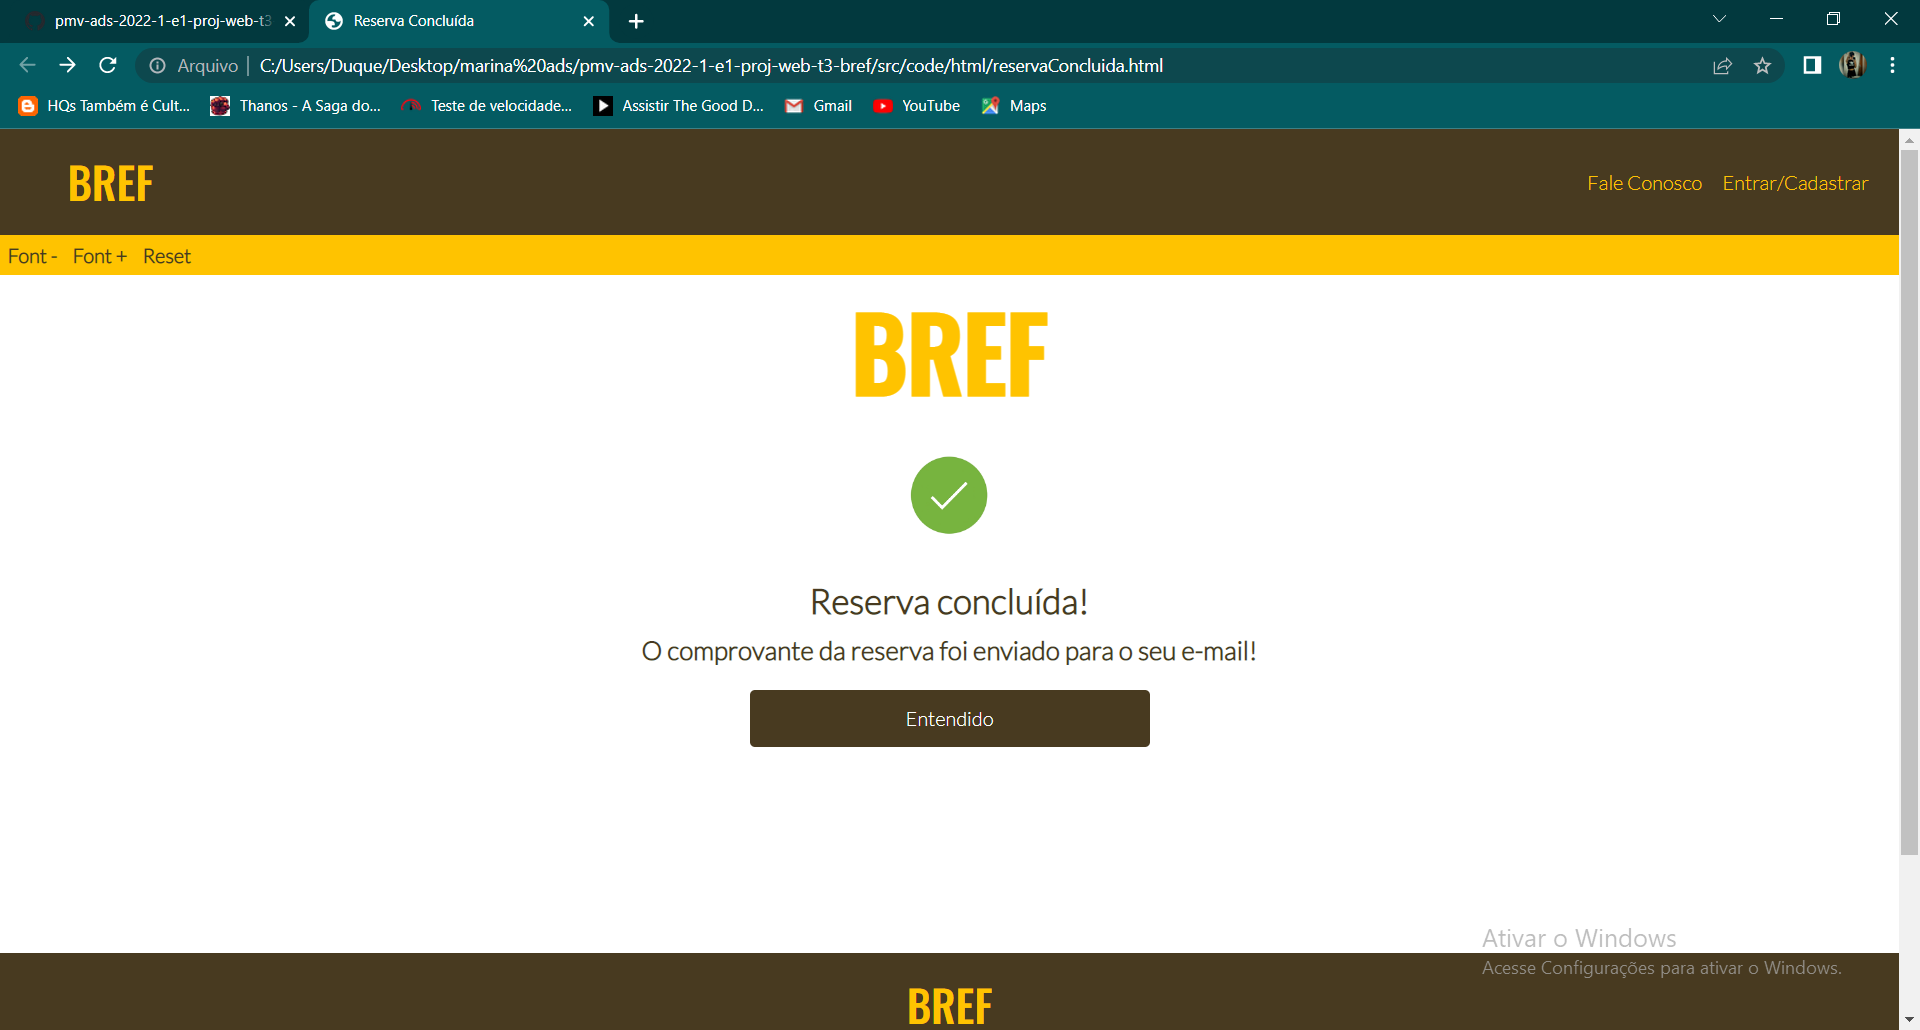 pmv-ads-2022-1-e1-proj-web-t3
Reserva Concluída
Arquivo
C:/Users/Duque/Desktop/marina%20ads/pmv-ads-2022-1-e1-proj-web-t3-bref/src/code/html/reservaConcluida.html
HQs Também é Cult... Thanos - A Saga do... Teste de velocidade... Assistir The Good D... Gmail YouTube Maps
BREF
Fale Conosco Entrar/Cadastrar
Font - Font + Reset
BREF
Reserva concluída!
O comprovante da reserva foi enviado para o seu e-mail!
Entendido
Ativar o Windows
Acesse Configurações para ativar o Windows.
BREF